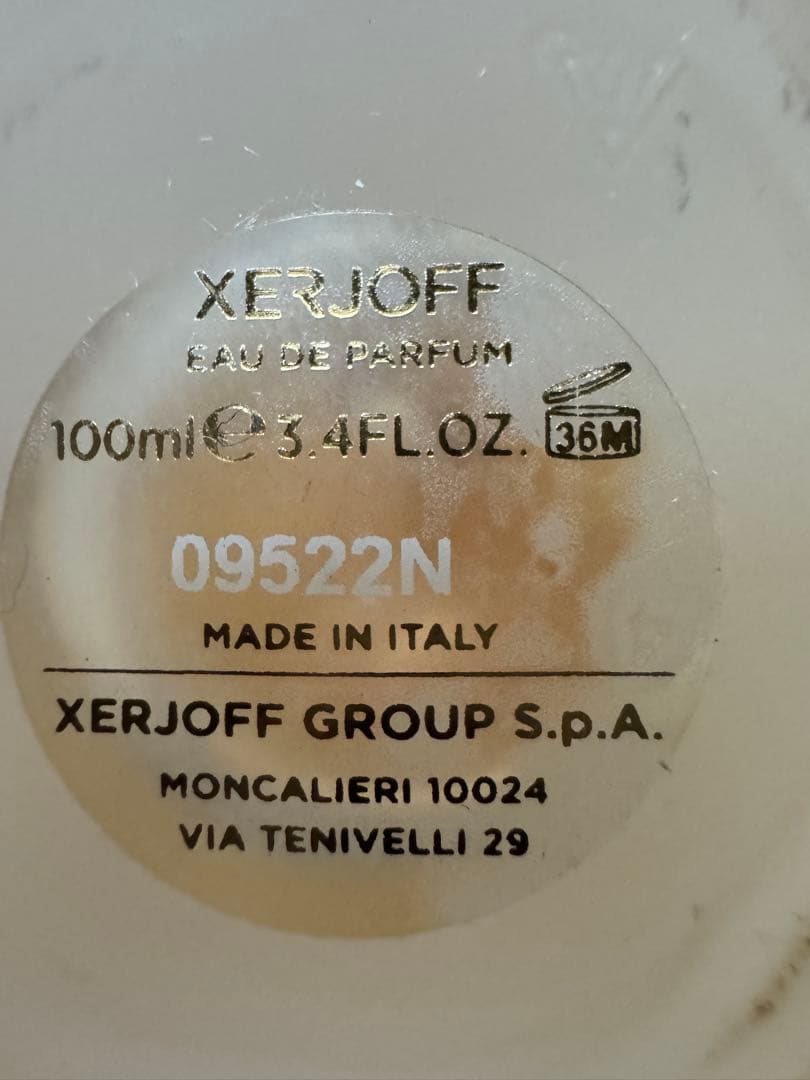 XERJOFF
EAU DE PARFUM
100ml ℮ 3.4FL.OZ. 36M
09522N
MADE IN ITALY
XERJOFF GROUP S.p.A.
MONCALIERI 10024
VIA TENIVELLI 29